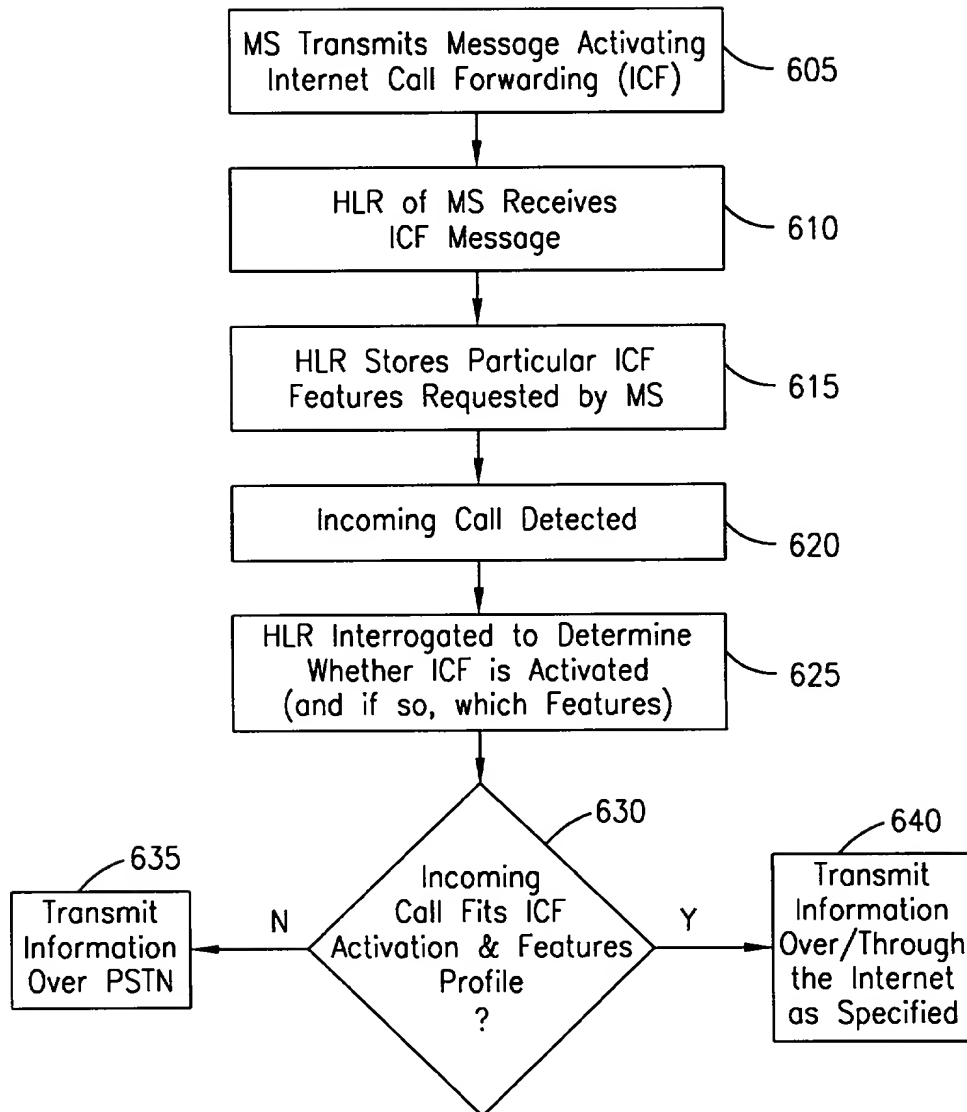 MS Transmits Message Activating
Internet Call Forwarding (ICF)
605
HLR of MS Receives
ICF Message
610
HLR Stores Particular ICF
Features Requested by MS
615
Incoming Call Detected
620
HLR Interrogated to Determine
Whether ICF is Activated
(and if so, which Features)
625
630
Incoming
Call Fits ICF
Activation & Features
Profile
?
N
Y
635
Transmit
Information
Over PSTN
640
Transmit
Information
Over/Through
the Internet
as Specified